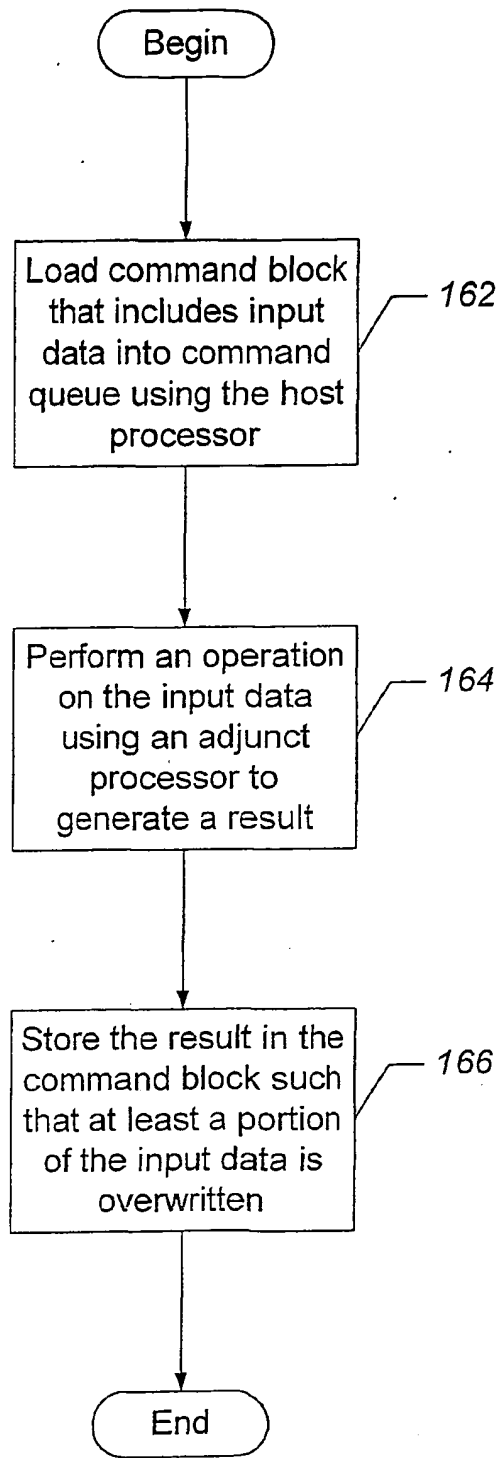 Begin
Load command block
that includes input
data into command
queue using the host
processor
162
Perform an operation
on the input data
using an adjunct
processor to
generate a result
164
Store the result in the
command block such
that at least a portion
of the input data is
overwritten
166
End